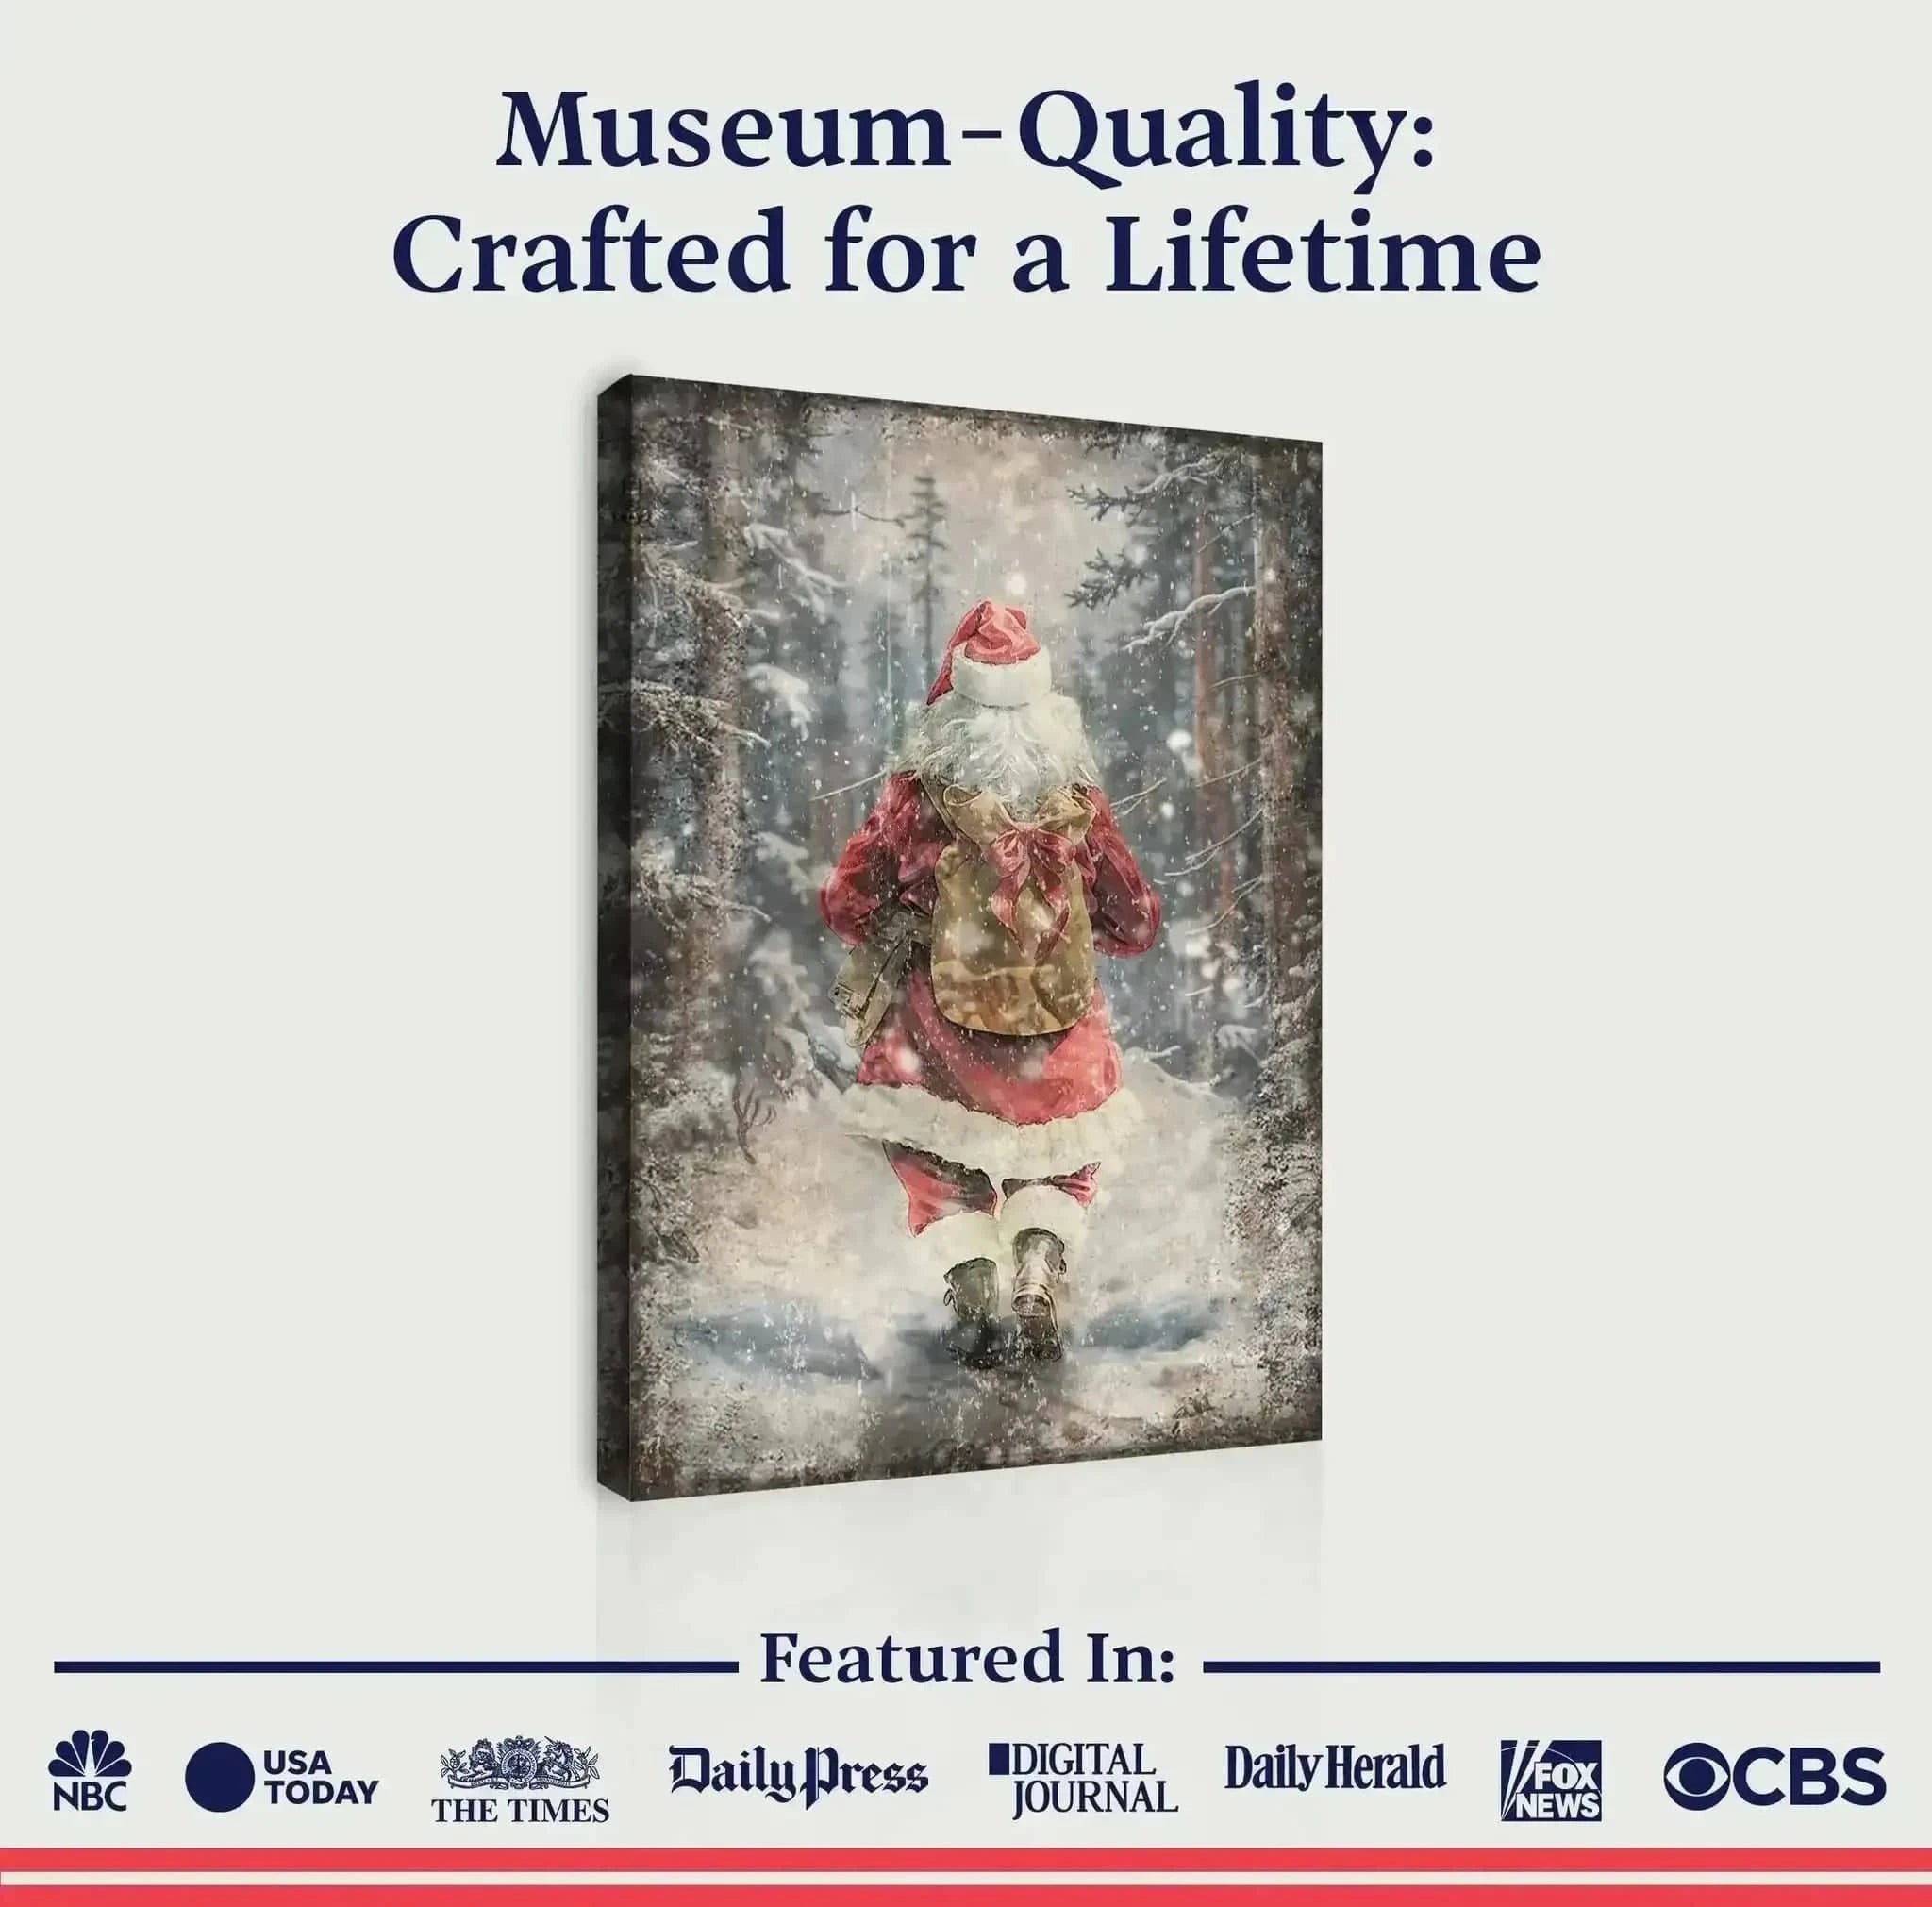 Museum-Quality:
Crafted for a Lifetime
Featured In:
NBC
USA
TODAY
THE TIMES
Daily Press
DIGITAL
JOURNAL
Daily Herald
FOX
NEWS
CBS